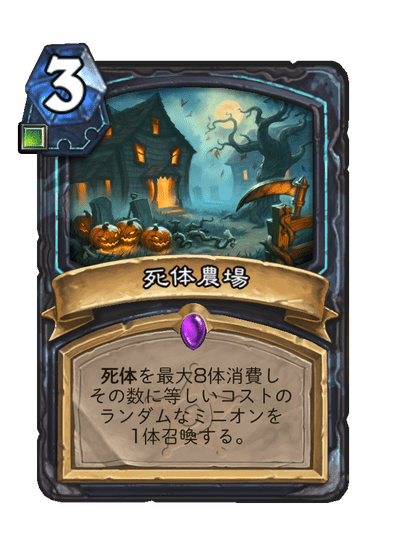 3
死体農場
死体を最大8体消費し
その数に等しいコストの
ランダムなミニオンを
1体召喚する。